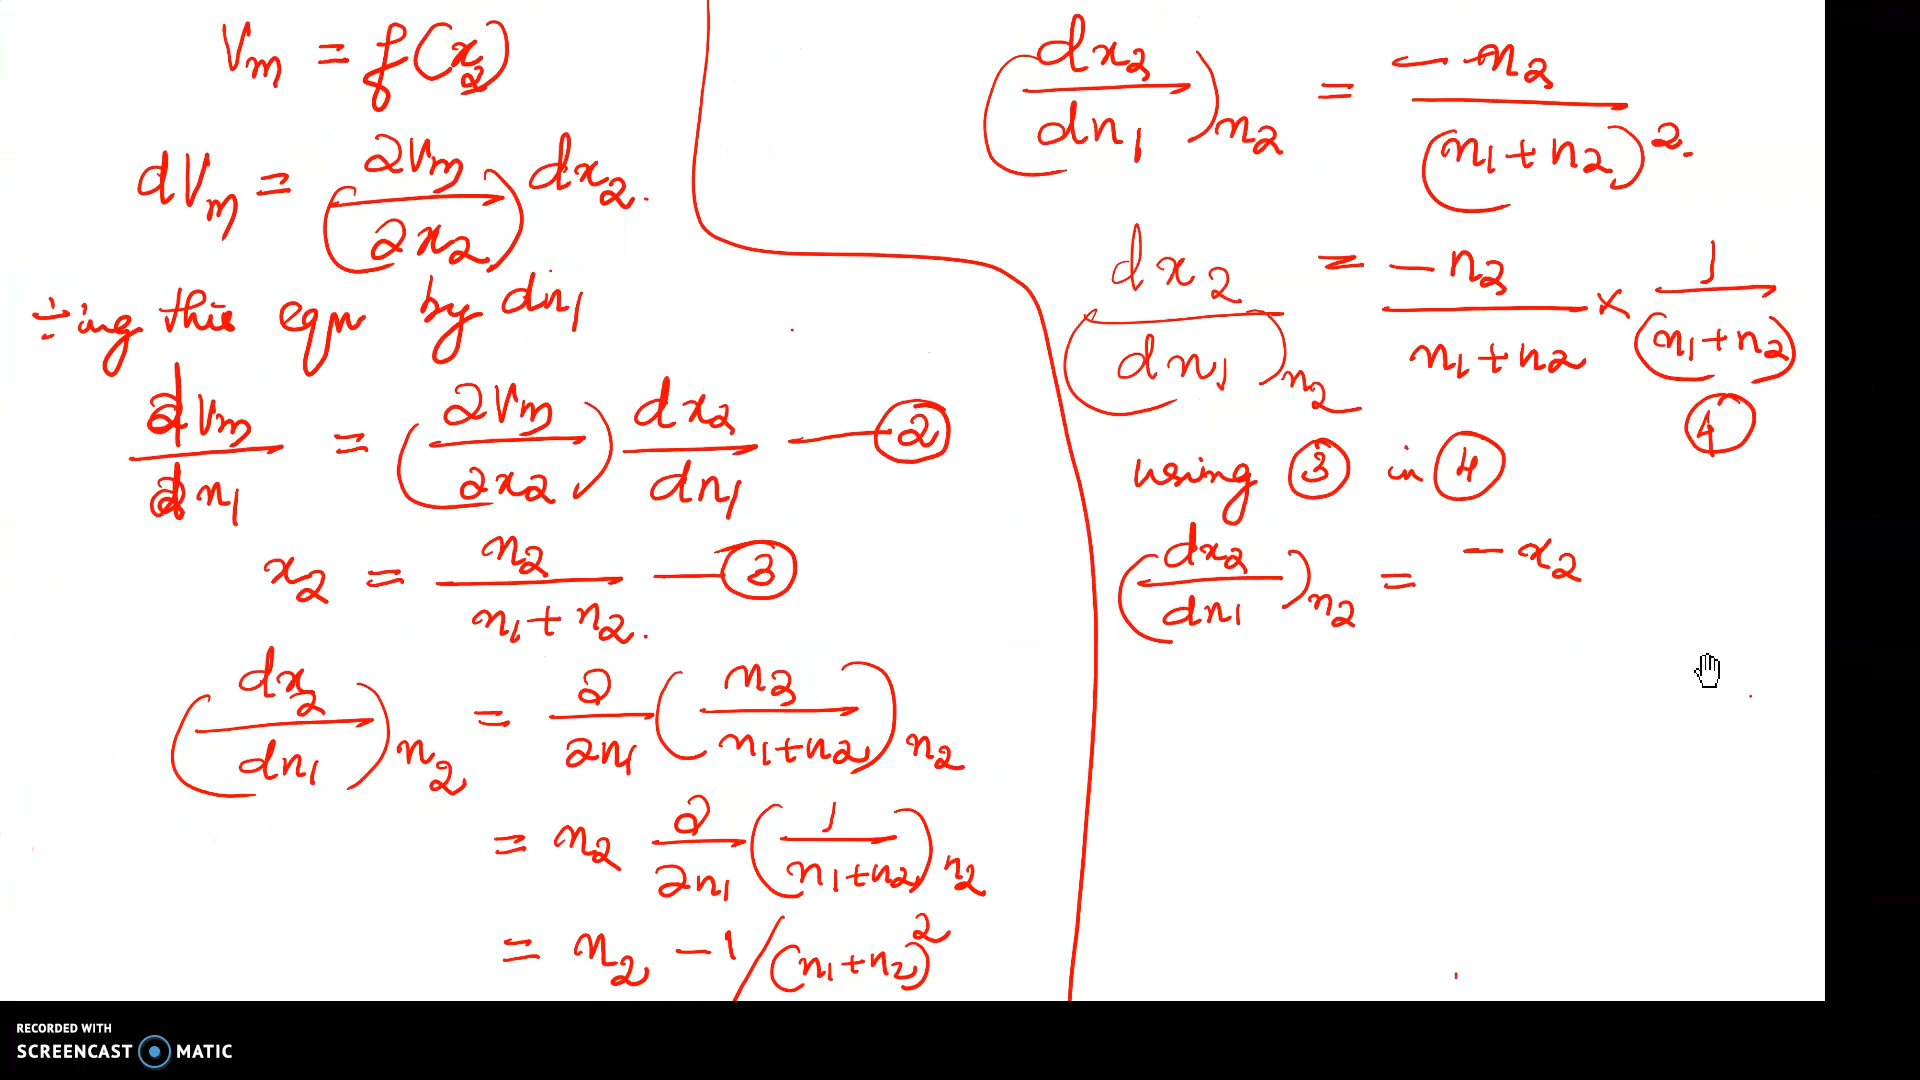 Vm = f(x2)
dVm = (∂Vm/∂x2) dx2.
÷ing this eqn by dn1
∂Vm/∂n1 = (∂Vm/∂x2) dx2/dn1 — 2
x2 = n2/n1+n2. — 3
(dx2/dn1)n2 = ∂/∂n1 (n2/n1+n2)n2
= n2 ∂/∂n1 (1/n1+n2)n2
= n2 -1/(n1+n2)²
(dx2/dn1)n2 = -n2/(n1+n2)².
(dx2/dn1)n2 = -n2/n1+n2 × 1/(n1+n2)
4
using 3 in 4
(dx2/dn1)n2 = -x2
RECORDED WITH
SCREENCAST MATIC